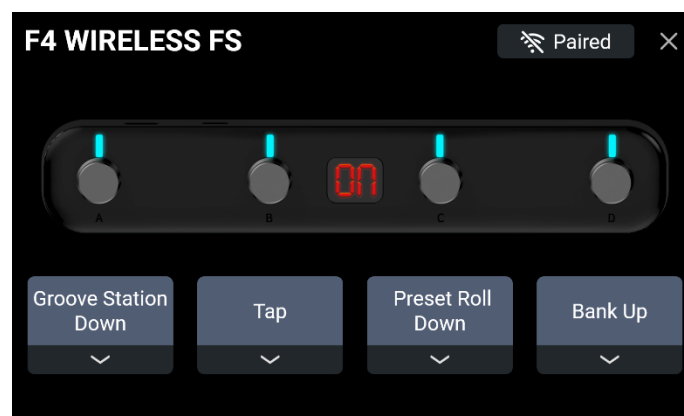 F4 WIRELESS FS
Paired
ON
A B C D
Groove Station
Down
Tap
Preset Roll
Down
Bank Up